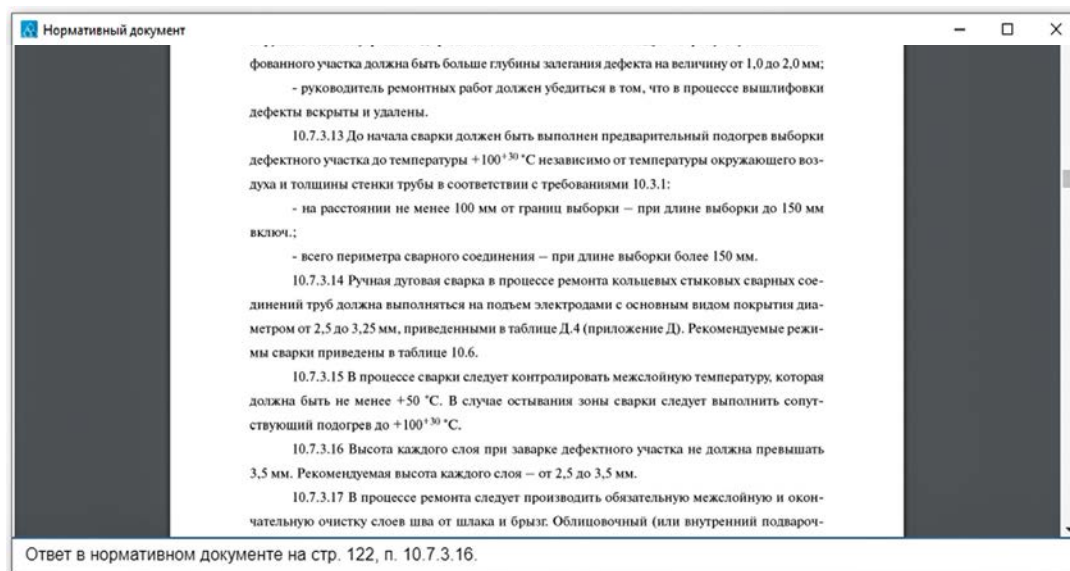 Нормативный документ
фованного участка должна быть больше глубины залегания дефекта на величину от 1,0 до 2,0 мм;
- руководитель ремонтных работ должен убедиться в том, что в процессе вышлифовки
дефекты вскрыты и удалены.
10.7.3.13 До начала сварки должен быть выполнен предварительный подогрев выборки
дефектного участка до температуры +100⁺³⁰ °С независимо от температуры окружающего воз-
духа и толщины стенки трубы в соответствии с требованиями 10.3.1:
- на расстоянии не менее 100 мм от границ выборки – при длине выборки до 150 мм
включ.;
- всего периметра сварного соединения – при длине выборки более 150 мм.
10.7.3.14 Ручная дуговая сварка в процессе ремонта кольцевых стыковых сварных сое-
динений труб должна выполняться на подъем электродами с основным видом покрытия диа-
метром от 2,5 до 3,25 мм, приведенными в таблице Д.4 (приложение Д). Рекомендуемые режи-
мы сварки приведены в таблице 10.6.
10.7.3.15 В процессе сварки следует контролировать межслойную температуру, которая
должна быть не менее +50 °С. В случае остывания зоны сварки следует выполнить сопут-
ствующий подогрев до +100⁺³⁰ °С.
10.7.3.16 Высота каждого слоя при заварке дефектного участка не должна превышать
3,5 мм. Рекомендуемая высота каждого слоя – от 2,5 до 3,5 мм.
10.7.3.17 В процессе ремонта следует производить обязательную межслойную и окон-
чательную очистку слоев шва от шлака и брызг. Облицовочный (или внутренний подвароч-
Ответ в нормативном документе на стр. 122, п. 10.7.3.16.